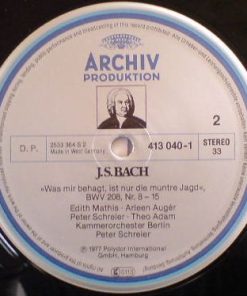 ARCHIV
PRODUKTION
2
D. P.
2533 364 S 2
Made in West Germany
413 040-1
STEREO
33
J.S.BACH
«Was mir behagt, ist nur die muntre Jagd»,
BWV 208, Nr. 8 – 15
Edith Mathis · Arleen Augér
Peter Schreier · Theo Adam
Kammerorchester Berlin
Peter Schreier
℗ 1977 Polydor International
GmbH, Hamburg